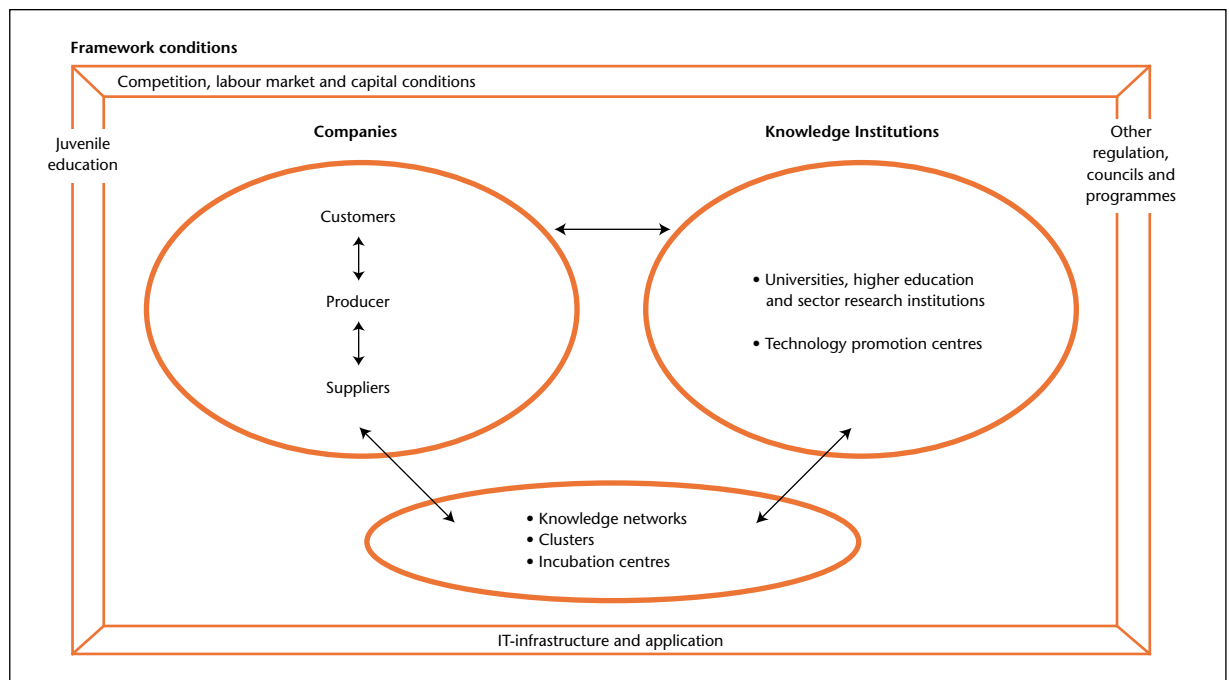 Framework conditions
Competition, labour market and capital conditions
Juvenile
education
Companies
Customers
Producer
Suppliers
Knowledge Institutions
• Universities, higher education
and sector research institutions
• Technology promotion centres
Other
regulation,
councils and
programmes
• Knowledge networks
• Clusters
• Incubation centres
IT-infrastructure and application